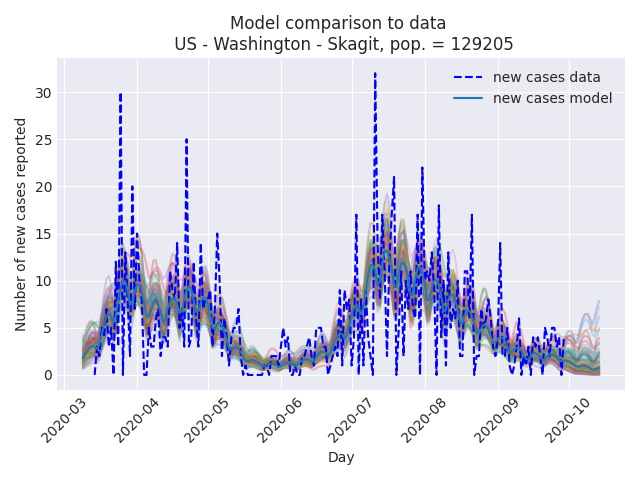 Model comparison to data
US - Washington - Skagit, pop. = 129205
new cases data
new cases model
Number of new cases reported
30
25
20
15
10
5
0
2020-03
2020-04
2020-05
2020-06
2020-07
2020-08
2020-09
2020-10
Day